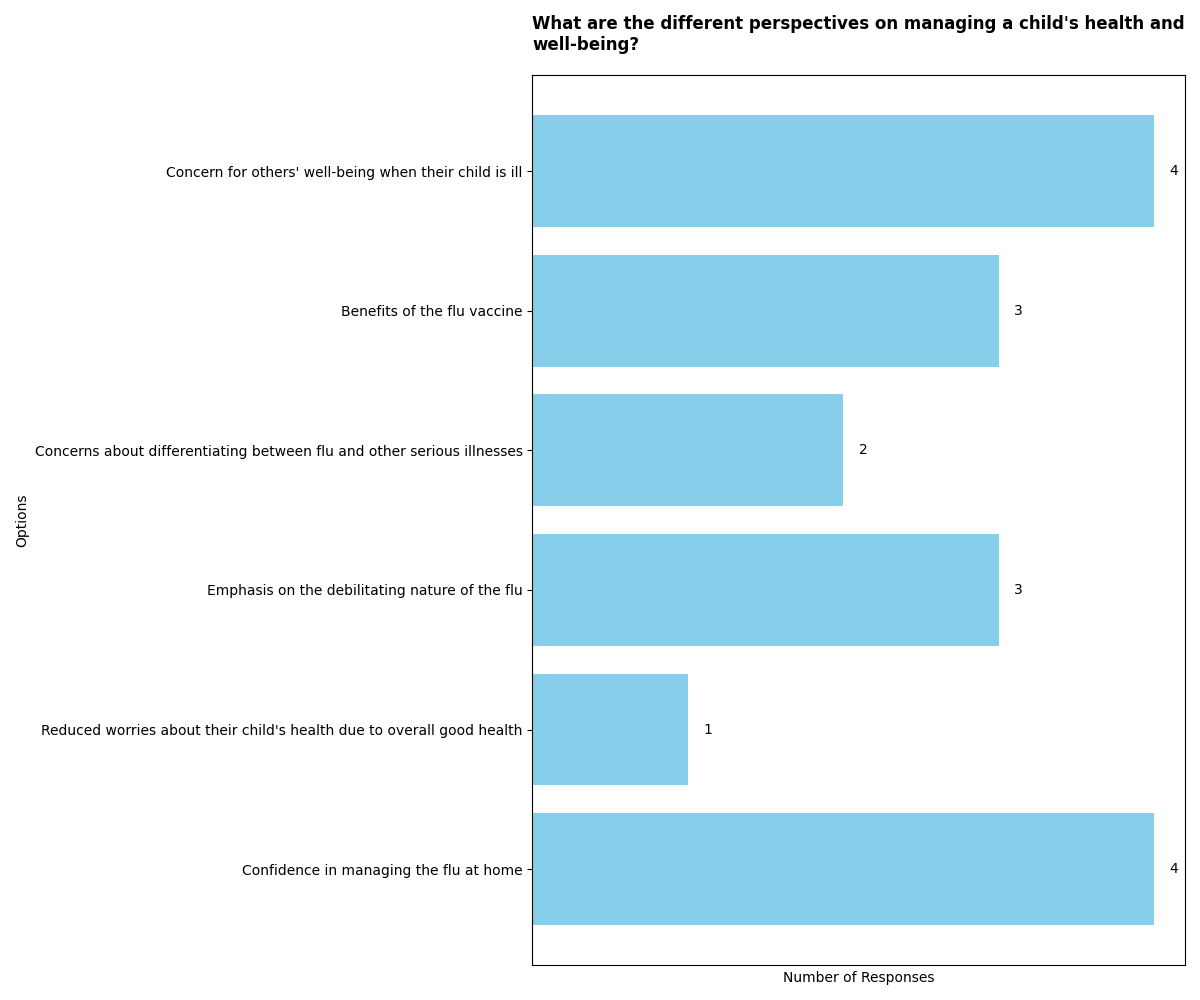 What are the different perspectives on managing a child's health and
well-being?
Concern for others' well-being when their child is ill
4
Benefits of the flu vaccine
3
Concerns about differentiating between flu and other serious illnesses
2
Options
Emphasis on the debilitating nature of the flu
3
Reduced worries about their child's health due to overall good health
1
Confidence in managing the flu at home
4
Number of Responses